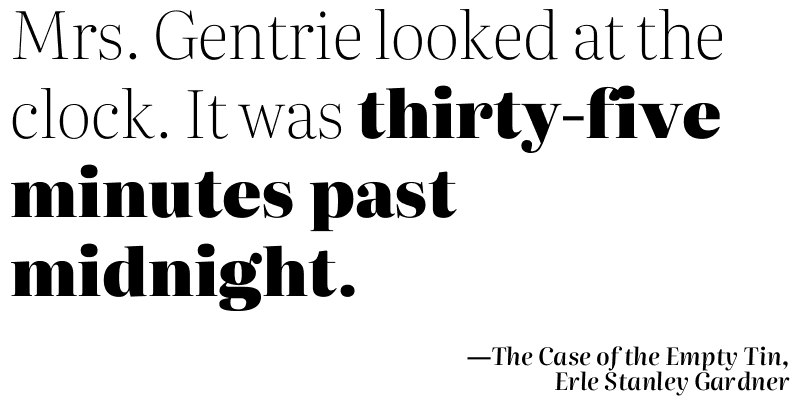 Mrs. Gentrie looked at the
clock. It was thirty-five
minutes past
midnight.
—The Case of the Empty Tin,
Erle Stanley Gardner